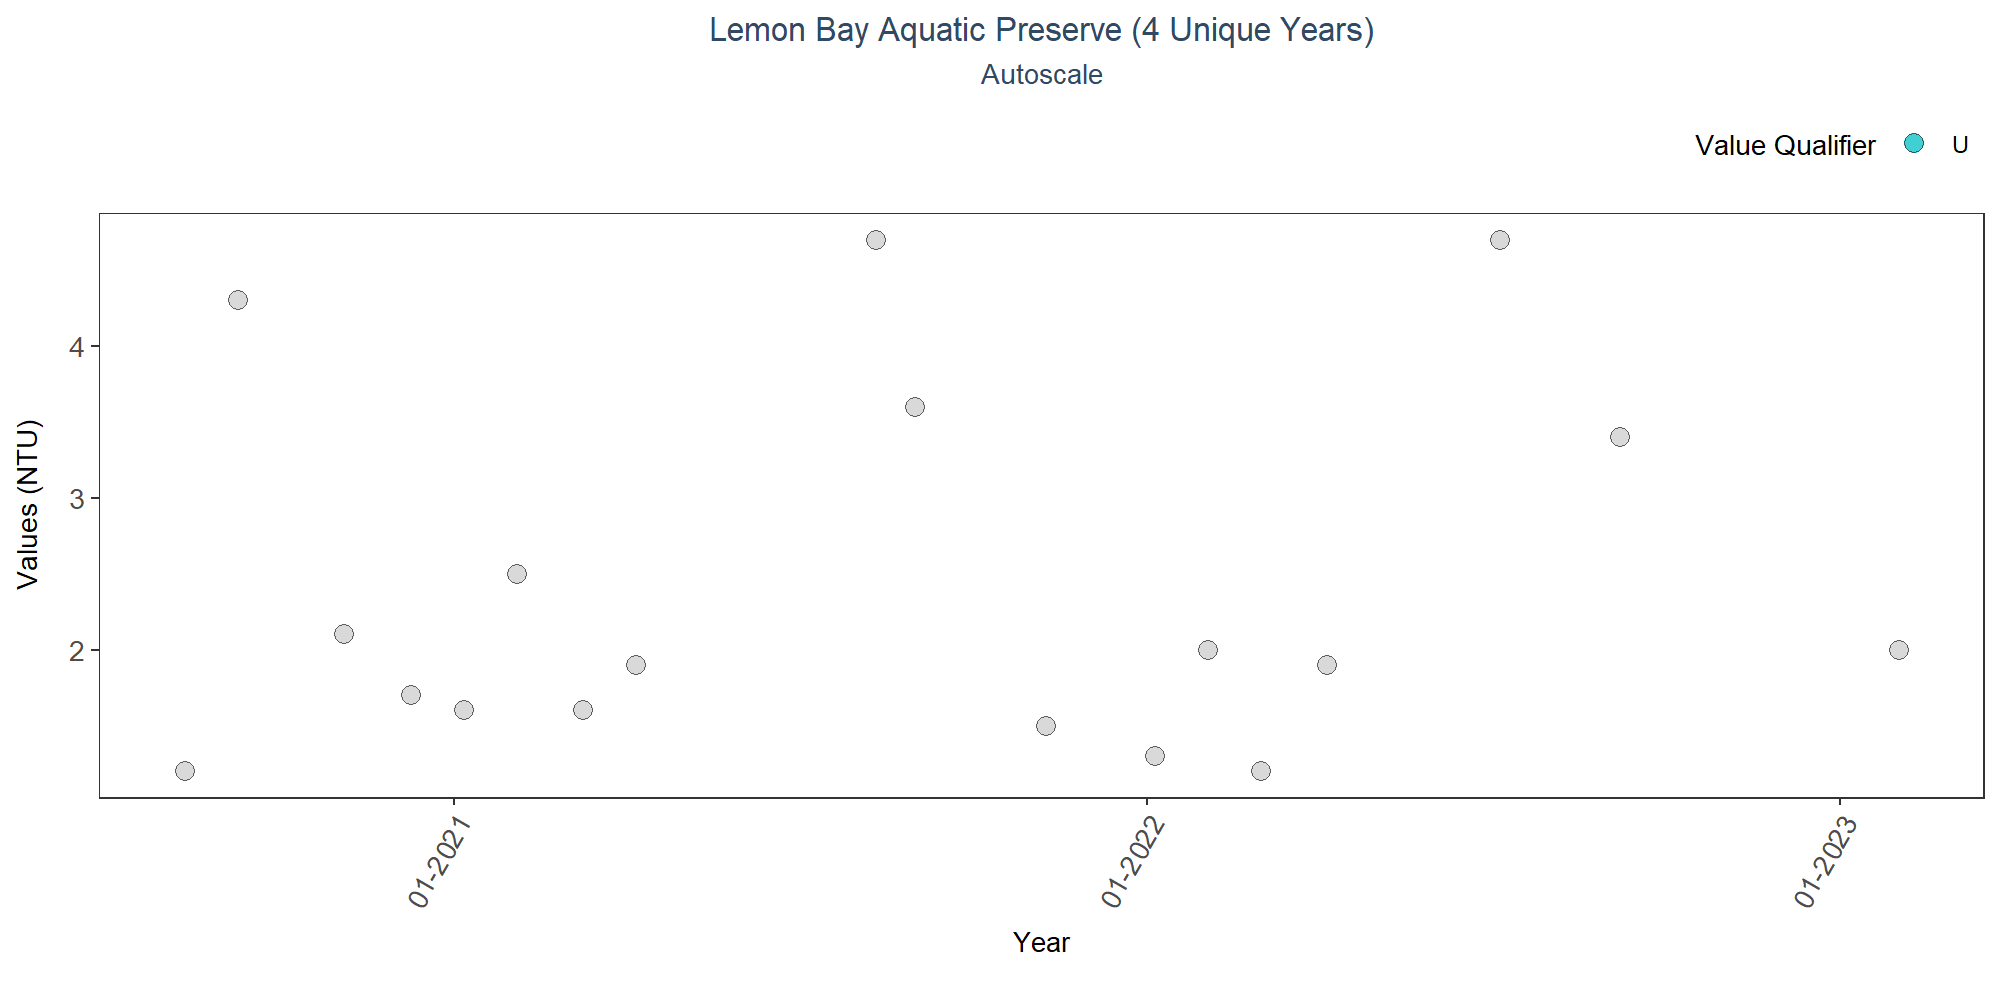 Lemon Bay Aquatic Preserve (4 Unique Years)
Autoscale
Value Qualifier U
Values (NTU)
4
3
2
01-2021
01-2022
01-2023
Year